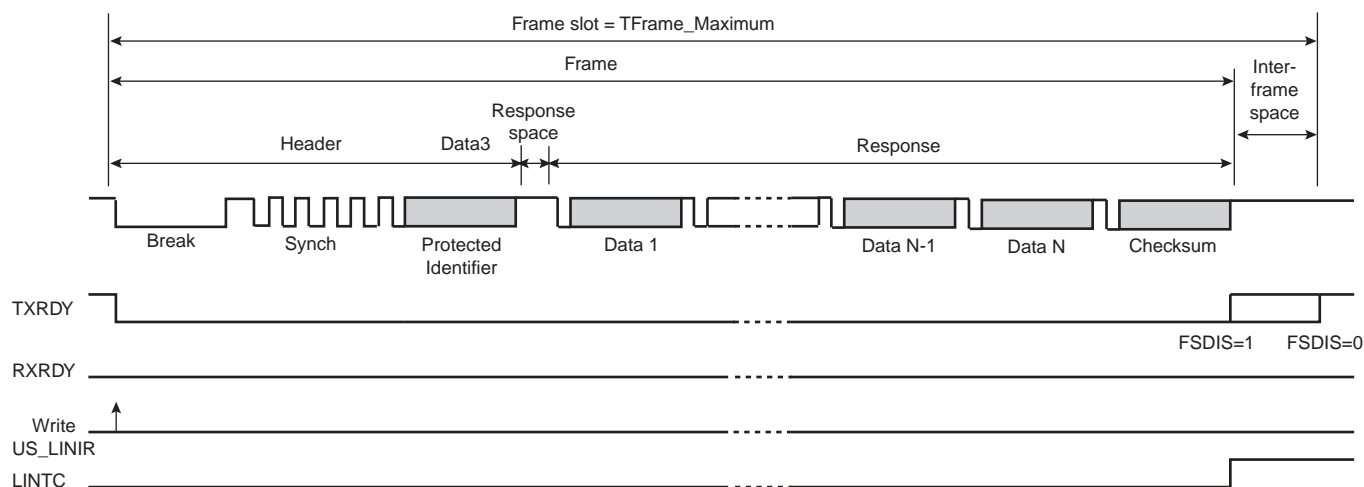 Frame slot = TFrame_Maximum
Frame
Inter-
frame
space
Response
space
Header
Data3
Response
Break
Synch
Protected
Identifier
Data 1
Data N-1
Data N
Checksum
TXRDY
FSDIS=1
FSDIS=0
RXRDY
Write
US_LINIR
LINTC